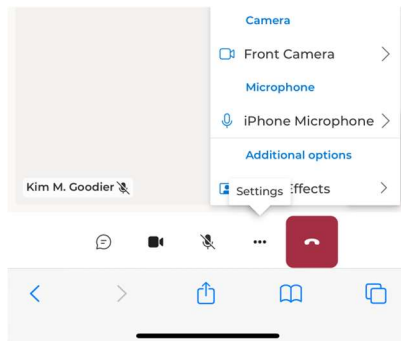 Camera
Front Camera
Microphone
iPhone Microphone
Additional options
Effects
Kim M. Goodier
Settings